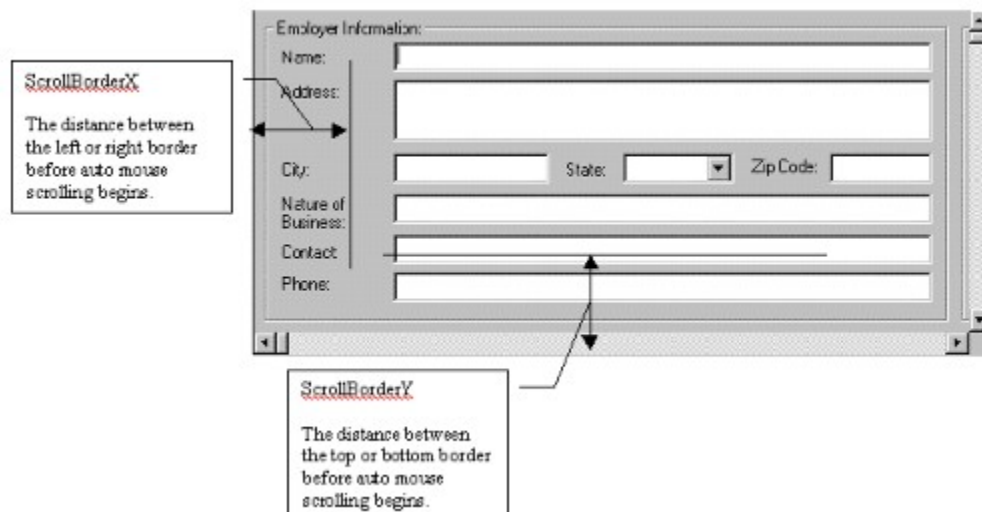 Employer Information:
Name:
ScrollBorderX
Address:
The distance between
the left or right border
before auto mouse
scrolling begins.
City:
State:
Zip Code:
Nature of
Business:
Contact
Phone:
ScrollBorderY
The distance between
the top or bottom border
before auto mouse
scrolling begins.